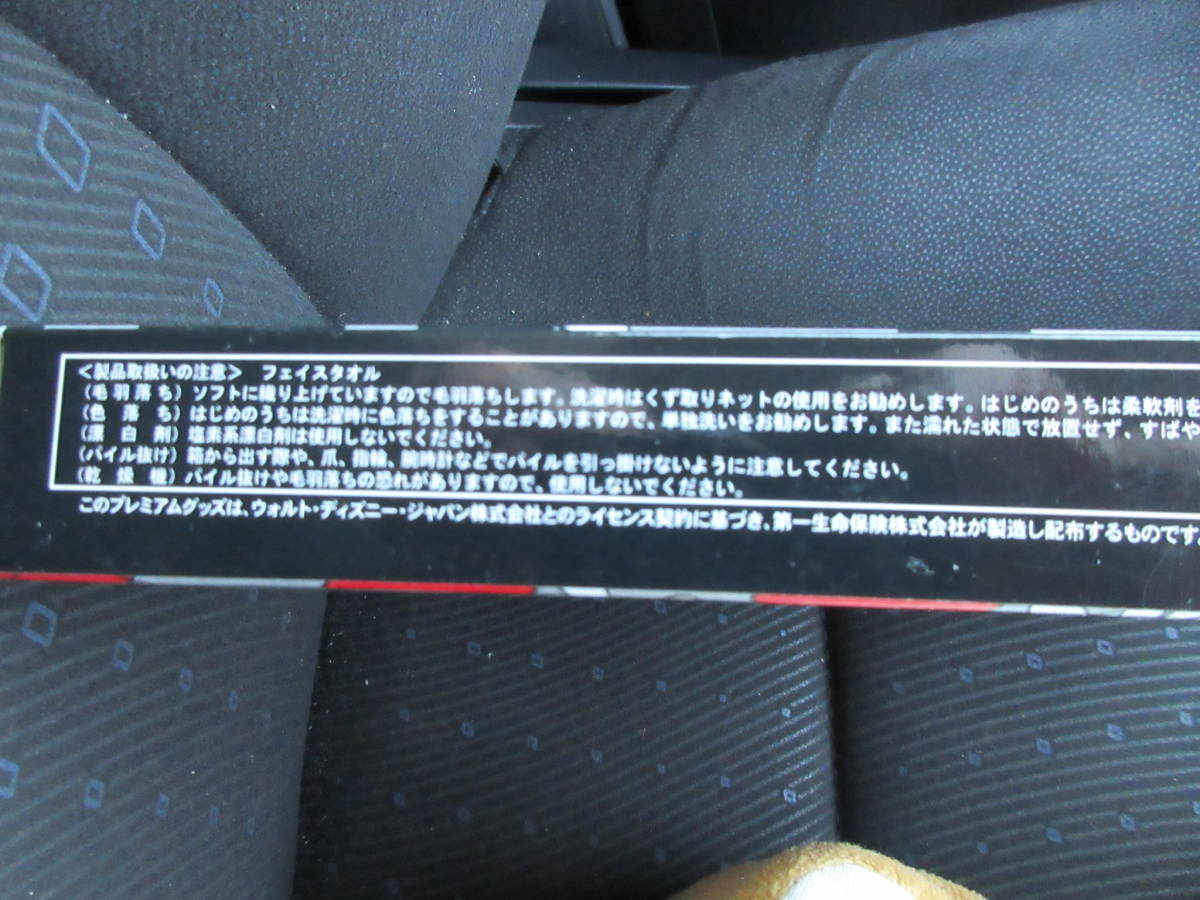 ＜製品取扱いの注意＞　フェイスタオル
（毛羽落ち）ソフトに織り上げていますので毛羽落ちします。洗濯時はくず取りネットの使用をお勧めします。はじめのうちは柔軟剤を
（色落ち）はじめのうちは洗濯時に色落ちをすることがありますので、単独洗いをお勧めします。また濡れた状態で放置せず、すばや
（漂白剤）塩素系漂白剤は使用しないでください。
（パイル抜け）箱から出す際や、爪、指輪、腕時計などでパイルを引っ掛けないように注意してください。
（乾燥機）パイル抜けや毛羽落ちの恐れがありますので、使用しないでください。
このプレミアムグッズは、ウォルト・ディズニー・ジャパン株式会社とのライセンス契約に基づき、第一生命保険株式会社が製造し配布するものです。